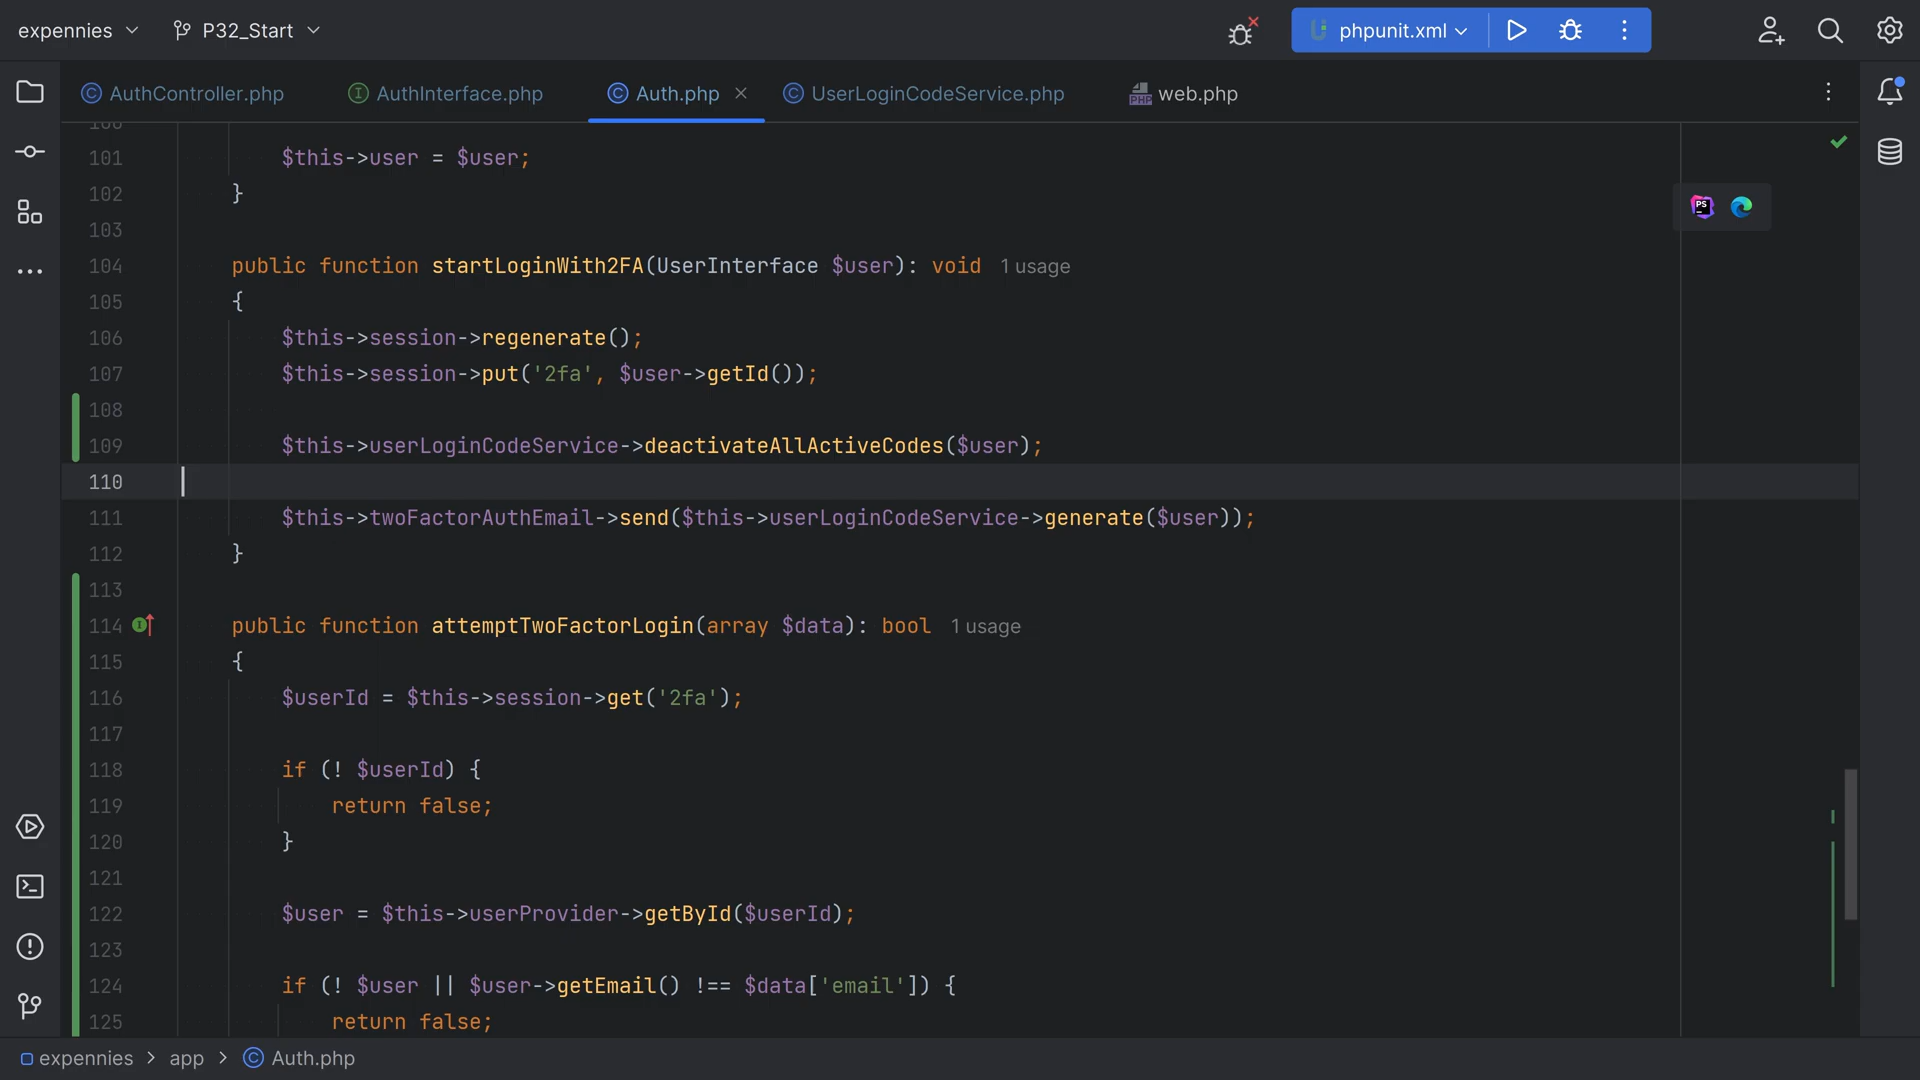 expennies
P32_Start
phpunit.xml
AuthController.php
AuthInterface.php
Auth.php
UserLoginCodeService.php
web.php
100
101 $this->user = $user;
102 }
103
104 public function startLoginWith2FA(UserInterface $user): void 1 usage
105 {
106 $this->session->regenerate();
107 $this->session->put('2fa', $user->getId());
108
109 $this->userLoginCodeService->deactivateAllActiveCodes($user);
110
111 $this->twoFactorAuthEmail->send($this->userLoginCodeService->generate($user));
112 }
113
114 public function attemptTwoFactorLogin(array $data): bool 1 usage
115 {
116 $userId = $this->session->get('2fa');
117
118 if (! $userId) {
119 return false;
120 }
121
122 $user = $this->userProvider->getById($userId);
123
124 if (! $user || $user->getEmail() !== $data['email']) {
125 return false;
expennies > app > Auth.php